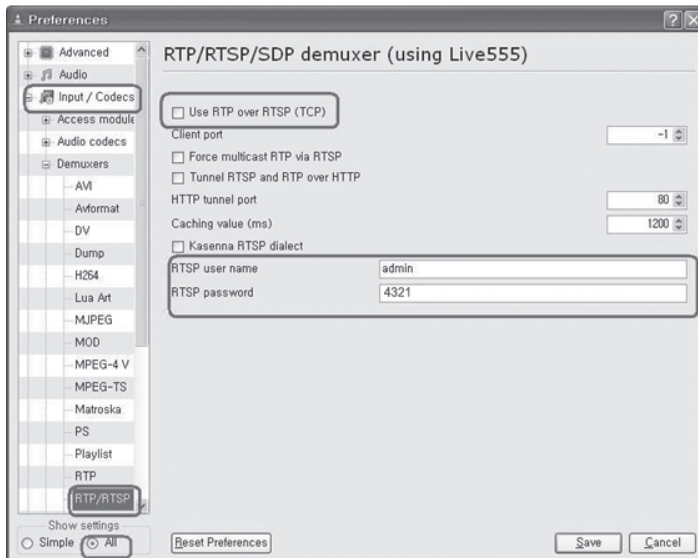 Preferences
Advanced
Audio
Input / Codecs
Access module
Audio codecs
Demuxers
AVI
Avformat
DV
Dump
H264
Lua Art
MJPEG
MOD
MPEG-4 V
MPEG-TS
Matroska
PS
Playlist
RTP
RTP/RTSP
Show settings
Simple All
RTP/RTSP/SDP demuxer (using Live555)
Use RTP over RTSP (TCP)
Client port -1
Force multicast RTP via RTSP
Tunnel RTSP and RTP over HTTP
HTTP tunnel port 80
Caching value (ms) 1200
Kasenna RTSP dialect
RTSP user name admin
RTSP password 4321
Reset Preferences Save Cancel